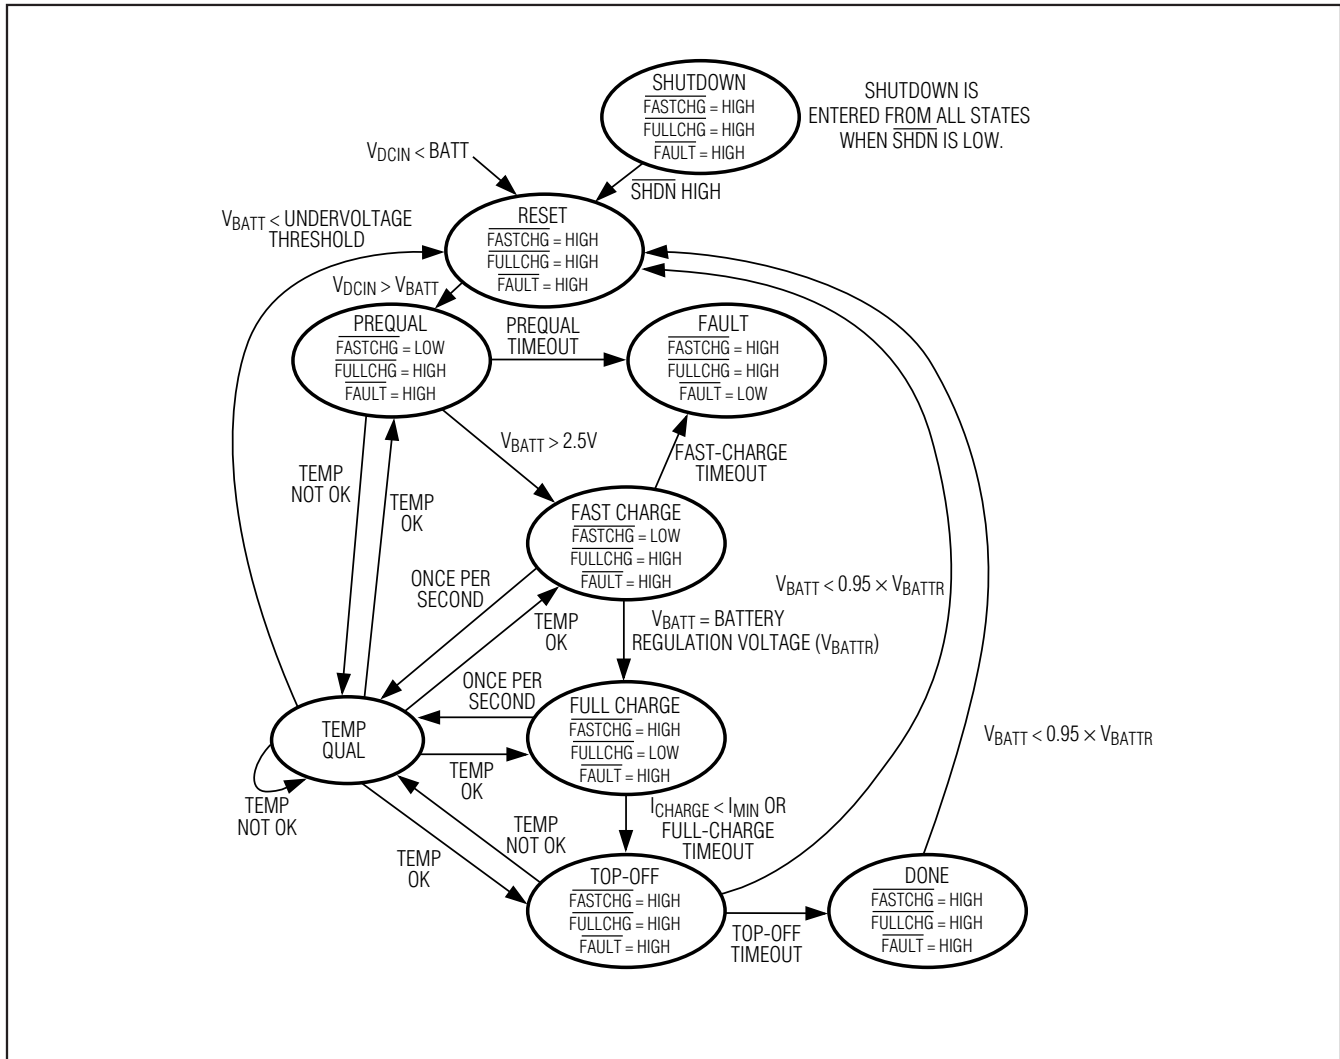 SHUTDOWN
FASTCHG = HIGH
FULLCHG = HIGH
FAULT = HIGH
SHUTDOWN IS
ENTERED FROM ALL STATES
WHEN SHDN IS LOW.
VDCIN < BATT
SHDN HIGH
RESET
FASTCHG = HIGH
FULLCHG = HIGH
FAULT = HIGH
VBATT < UNDERVOLTAGE
THRESHOLD
VDCIN > VBATT
PREQUAL
FASTCHG = LOW
FULLCHG = HIGH
FAULT = HIGH
PREQUAL
TIMEOUT
FAULT
FASTCHG = HIGH
FULLCHG = HIGH
FAULT = LOW
VBATT > 2.5V
FAST-CHARGE
TIMEOUT
TEMP
NOT OK
TEMP
OK
FAST CHARGE
FASTCHG = LOW
FULLCHG = HIGH
FAULT = HIGH
ONCE PER
SECOND
TEMP
OK
VBATT < 0.95 × VBATTR
VBATT = BATTERY
REGULATION VOLTAGE (VBATTR)
ONCE PER
SECOND
FULL CHARGE
FASTCHG = HIGH
FULLCHG = LOW
FAULT = HIGH
TEMP
QUAL
VBATT < 0.95 × VBATTR
TEMP
OK
TEMP
NOT OK
TEMP
NOT OK
ICHARGE < IMIN OR
FULL-CHARGE
TIMEOUT
TEMP
OK
TOP-OFF
FASTCHG = HIGH
FULLCHG = HIGH
FAULT = HIGH
TOP-OFF
TIMEOUT
DONE
FASTCHG = HIGH
FULLCHG = HIGH
FAULT = HIGH